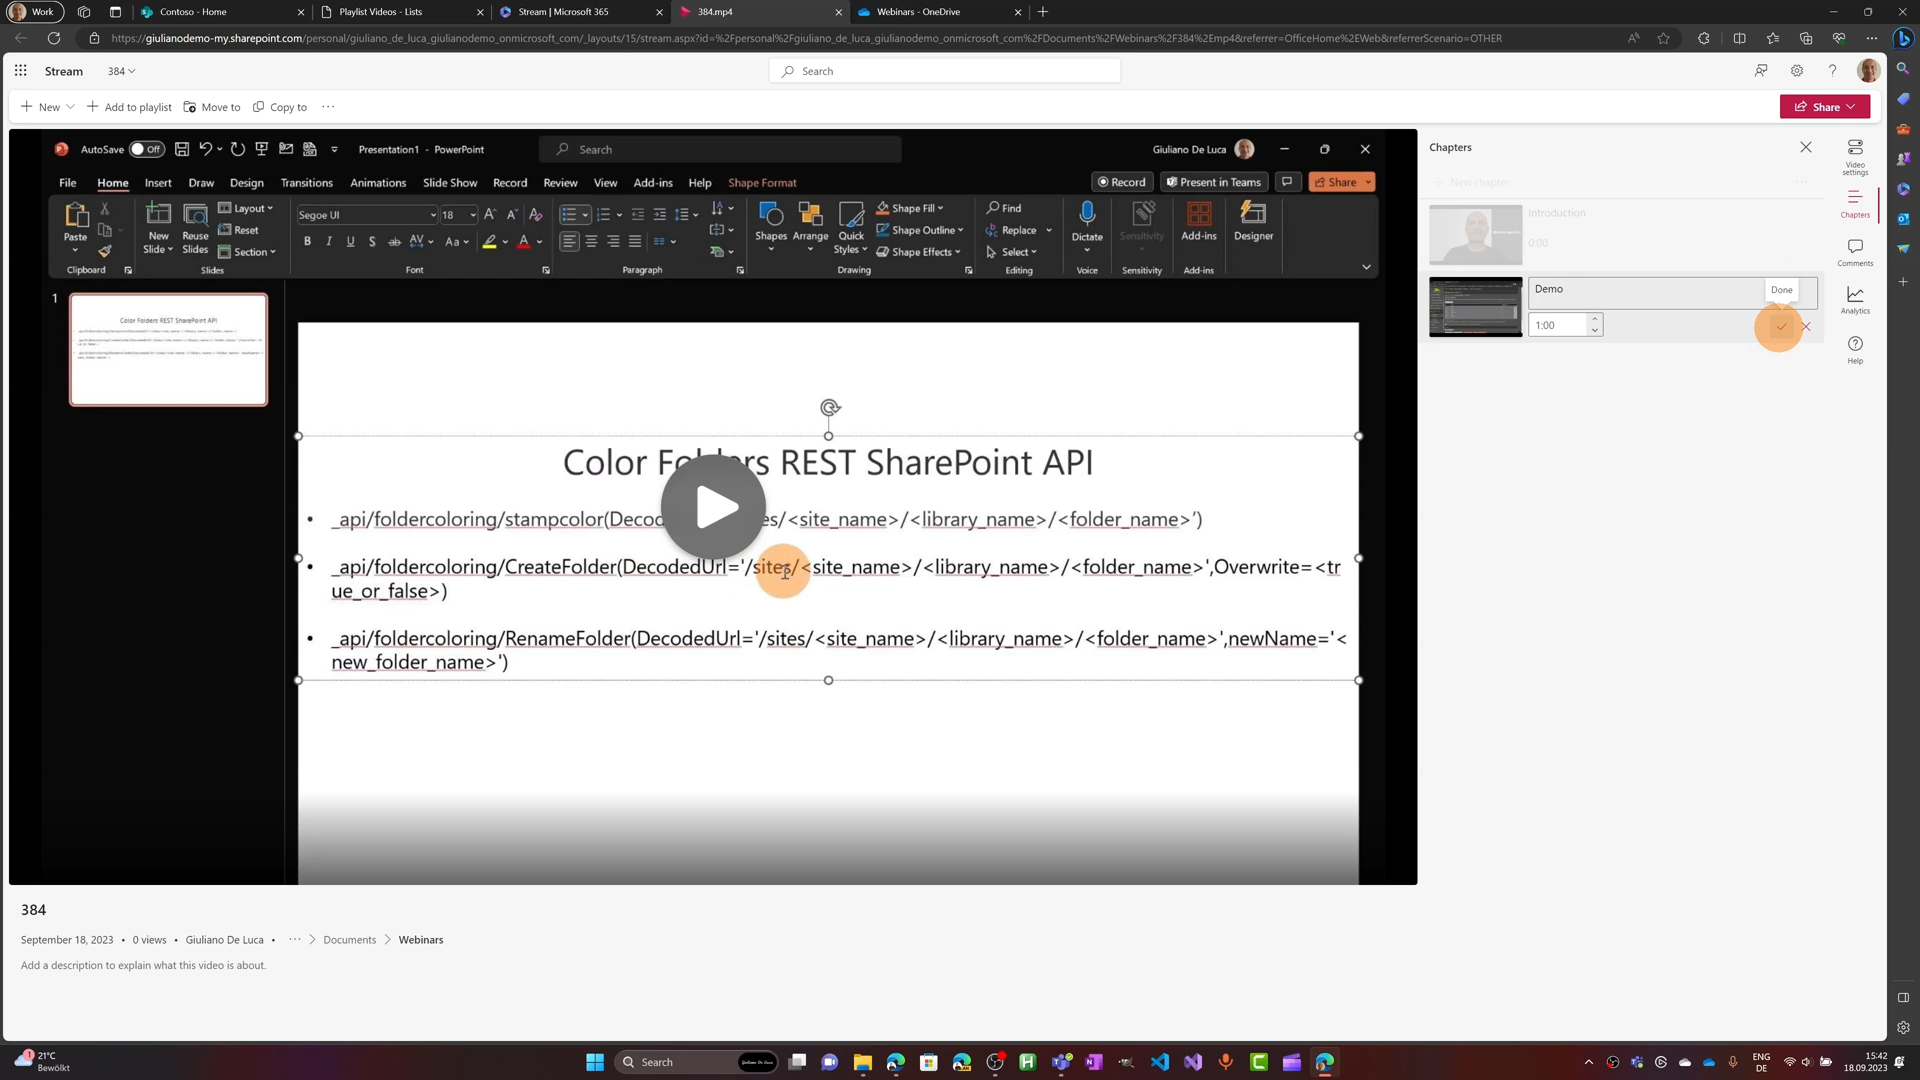 Work
Contoso - Home
Playlist Videos - Lists
Stream | Microsoft 365
384.mp4
Webinars - OneDrive
https://giulianodemo-my.sharepoint.com/personal/giuliano_de_luca_giulianodemo_onmicrosoft_com/_layouts/15/stream.aspx?id=%2Fpersonal%2Fgiuliano_de_luca_giulianodemo_onmicrosoft_com%2FDocuments%2FWebinars%2F384%2Emp4&referrer=OfficeHome%2EWeb&referrerScenario=OTHER
Stream
384
Search
New
Add to playlist
Move to
Copy to
Share
AutoSave
Off
Presentation1 - PowerPoint
Search
Giuliano De Luca
File
Home
Insert
Draw
Design
Transitions
Animations
Slide Show
Record
Review
View
Add-ins
Help
Shape Format
Record
Present in Teams
Share
Paste
New
Slide
Reuse
Slides
Layout
Reset
Section
Segoe UI
18
Shapes
Arrange
Quick
Styles
Shape Fill
Shape Outline
Shape Effects
Find
Replace
Select
Dictate
Sensitivity
Add-ins
Designer
Clipboard
Slides
Font
Paragraph
Drawing
Editing
Voice
Sensitivity
Add-ins
1
Color Folders REST SharePoint API
Color Folders REST SharePoint API
• _api/foldercoloring/stampcolor(Decod es/<site_name>/<library_name>/<folder_name>')
• _api/foldercoloring/CreateFolder(DecodedUrl='/sites/<site_name>/<library_name>/<folder_name>',Overwrite=<tr
ue_or_false>)
• _api/foldercoloring/RenameFolder(DecodedUrl='/sites/<site_name>/<library_name>/<folder_name>',newName='<
new_folder_name>')
Chapters
New chapter
Introduction
0:00
Demo
Done
1:00
Video
settings
Chapters
Comments
Analytics
Help
384
September 18, 2023 • 0 views • Giuliano De Luca •
Documents
Webinars
Add a description to explain what this video is about.
1
21°C
Bewölkt
Search
ENG
DE
15:42
18.09.2023